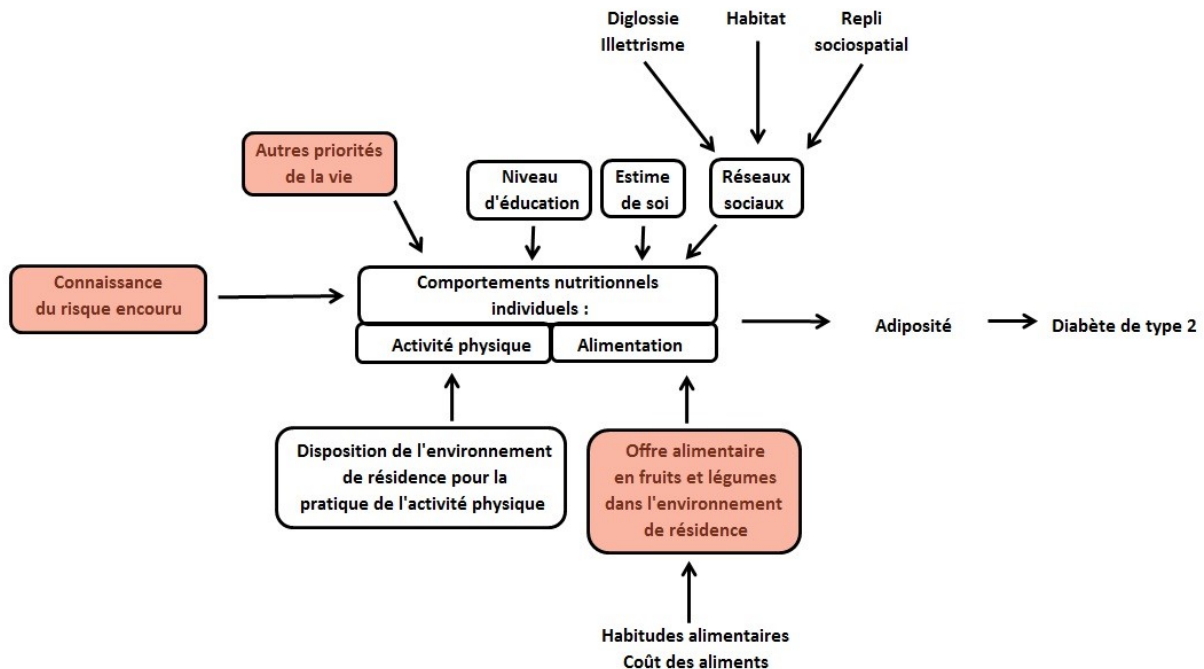 Diglossie
Illettrisme
Habitat
Repli
sociospatial
Autres priorités
de la vie
Niveau
d'éducation
Estime
de soi
Réseaux
sociaux
Connaissance
du risque encouru
Comportements nutritionnels
individuels :
Activité physique
Alimentation
Adiposité
Diabète de type 2
Disposition de l'environnement
de résidence pour la
pratique de l'activité physique
Offre alimentaire
en fruits et légumes
dans l'environnement
de résidence
Habitudes alimentaires
Coût des aliments